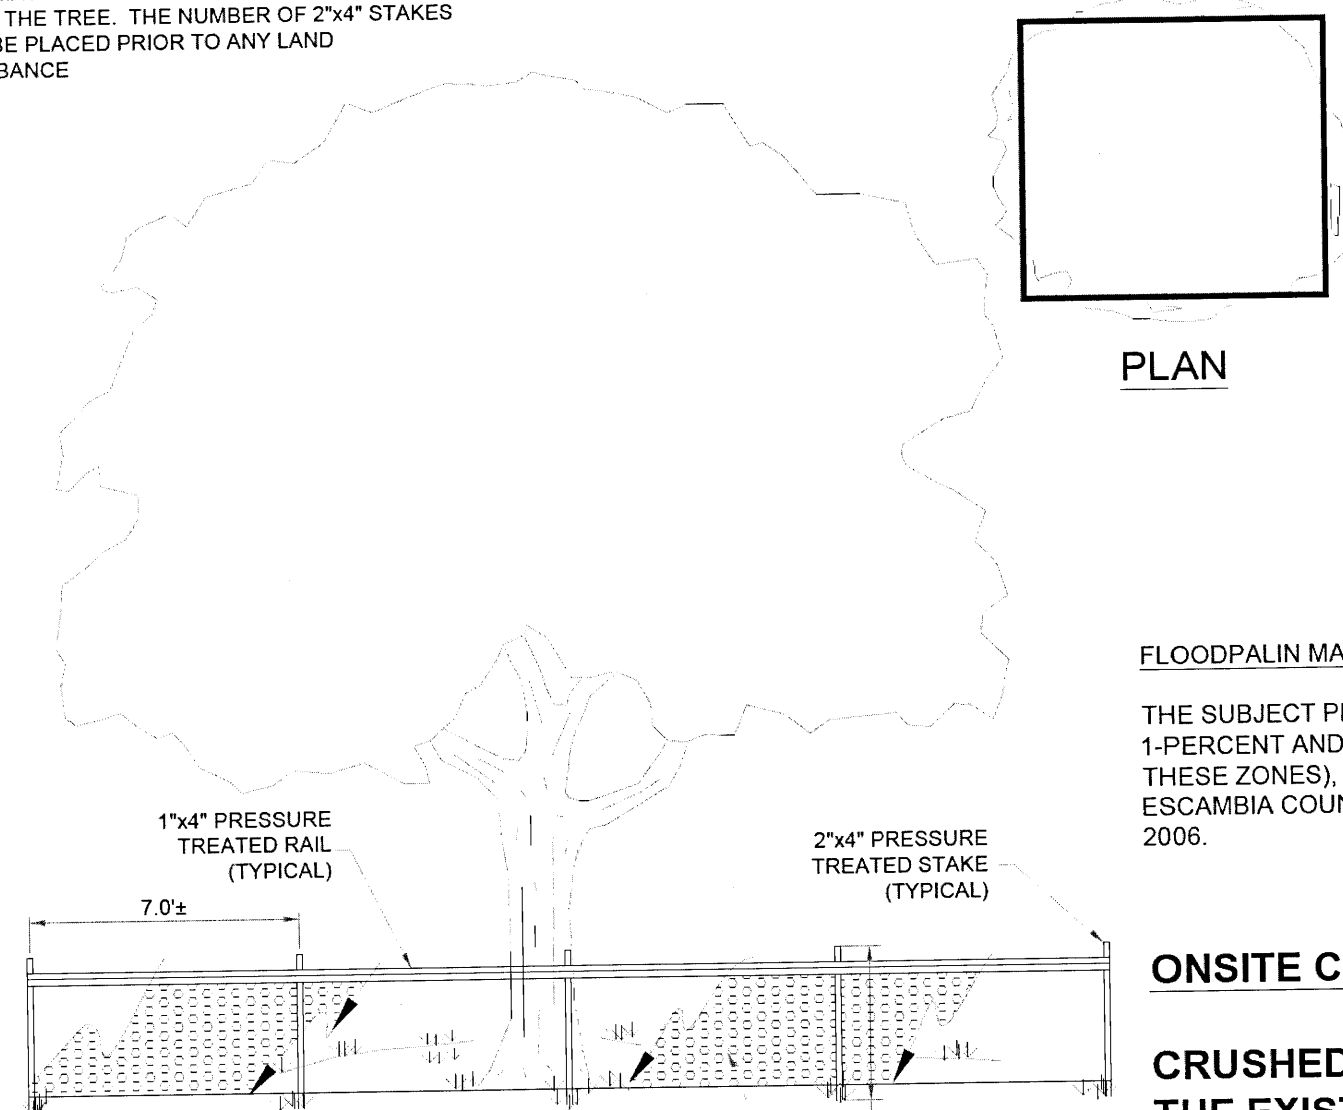 THE TREE. THE NUMBER OF 2"x4" STAKES
BE PLACED PRIOR TO ANY LAND
BANCE
PLAN
FLOODPALIN MA
THE SUBJECT P
1-PERCENT AND
THESE ZONES),
ESCAMBIA COUN
2006.
1"x4" PRESSURE
TREATED RAIL
(TYPICAL)
2"x4" PRESSURE
TREATED STAKE
(TYPICAL)
7.0'±
ONSITE C
CRUSHED
THE EXIST